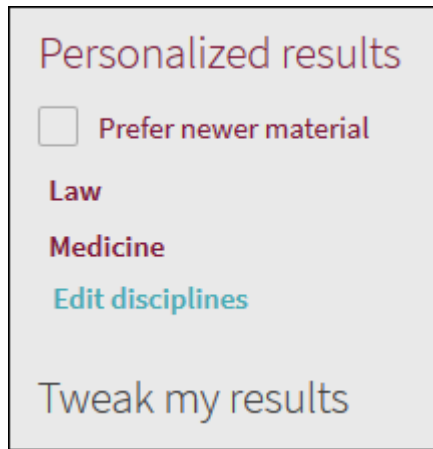 Personalized results
Prefer newer material
Law
Medicine
Edit disciplines
Tweak my results